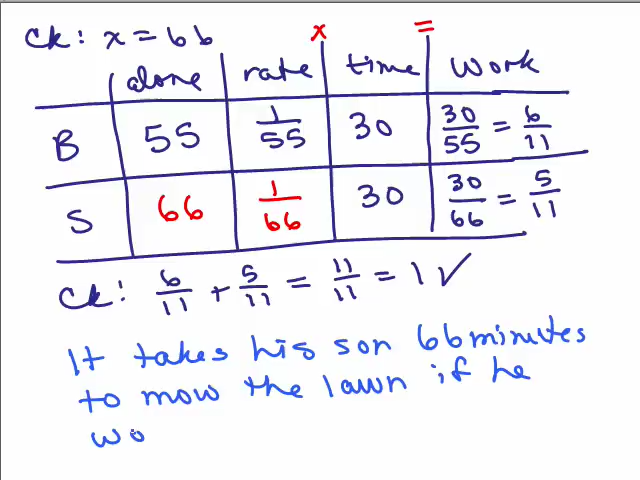 Ck: x = 66
x =
alone rate time work
B 55 1/55 30 30/55 = 6/11
S 66 1/66 30 30/66 = 5/11
Ck: 6/11 + 5/11 = 11/11 = 1 ✓
It takes his son 66 minutes
to mow the lawn if he
wo